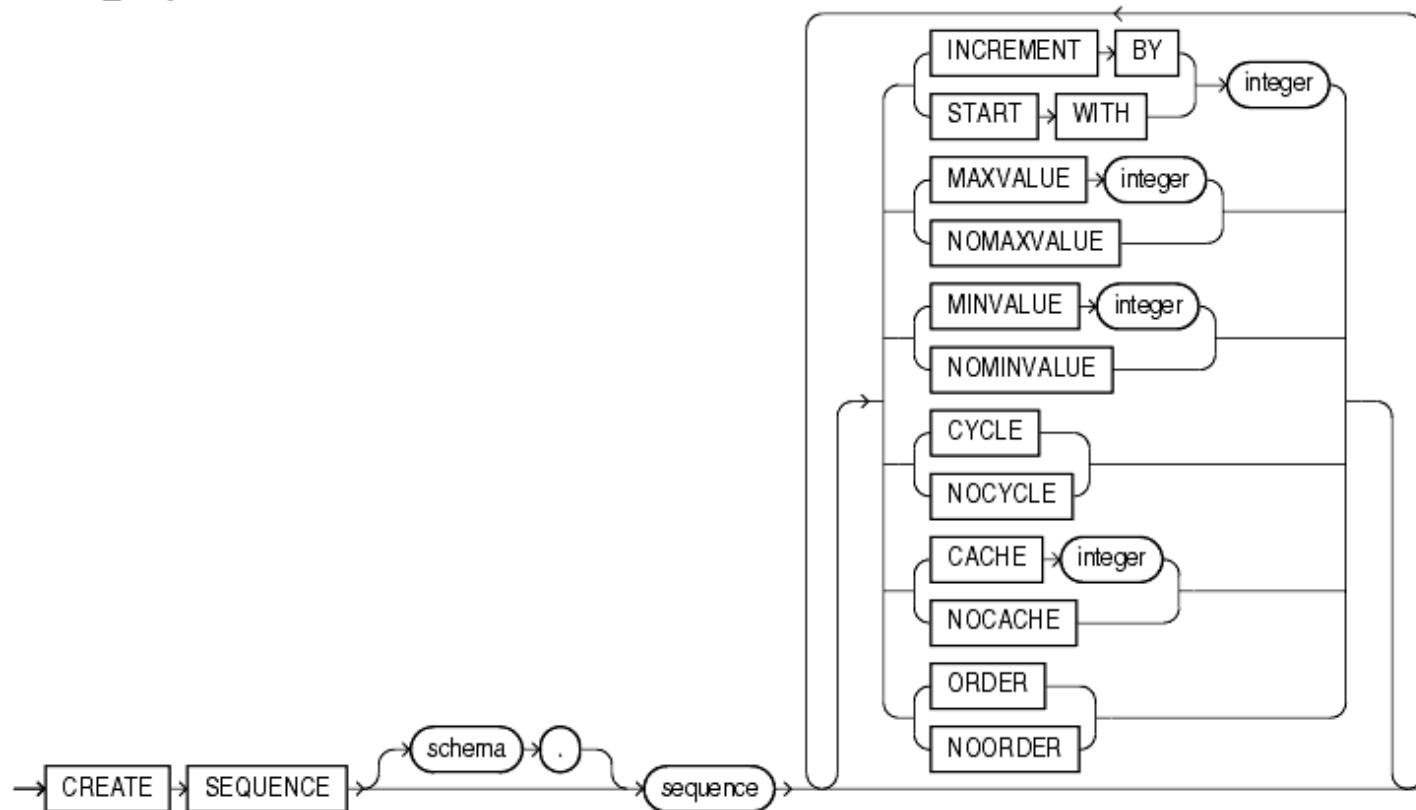 INCREMENT BY
integer
START WITH
MAXVALUE integer
NOMAXVALUE
MINVALUE integer
NOMINVALUE
CYCLE
NOCYCLE
CACHE integer
NOCACHE
ORDER
NOORDER
schema .
CREATE SEQUENCE sequence